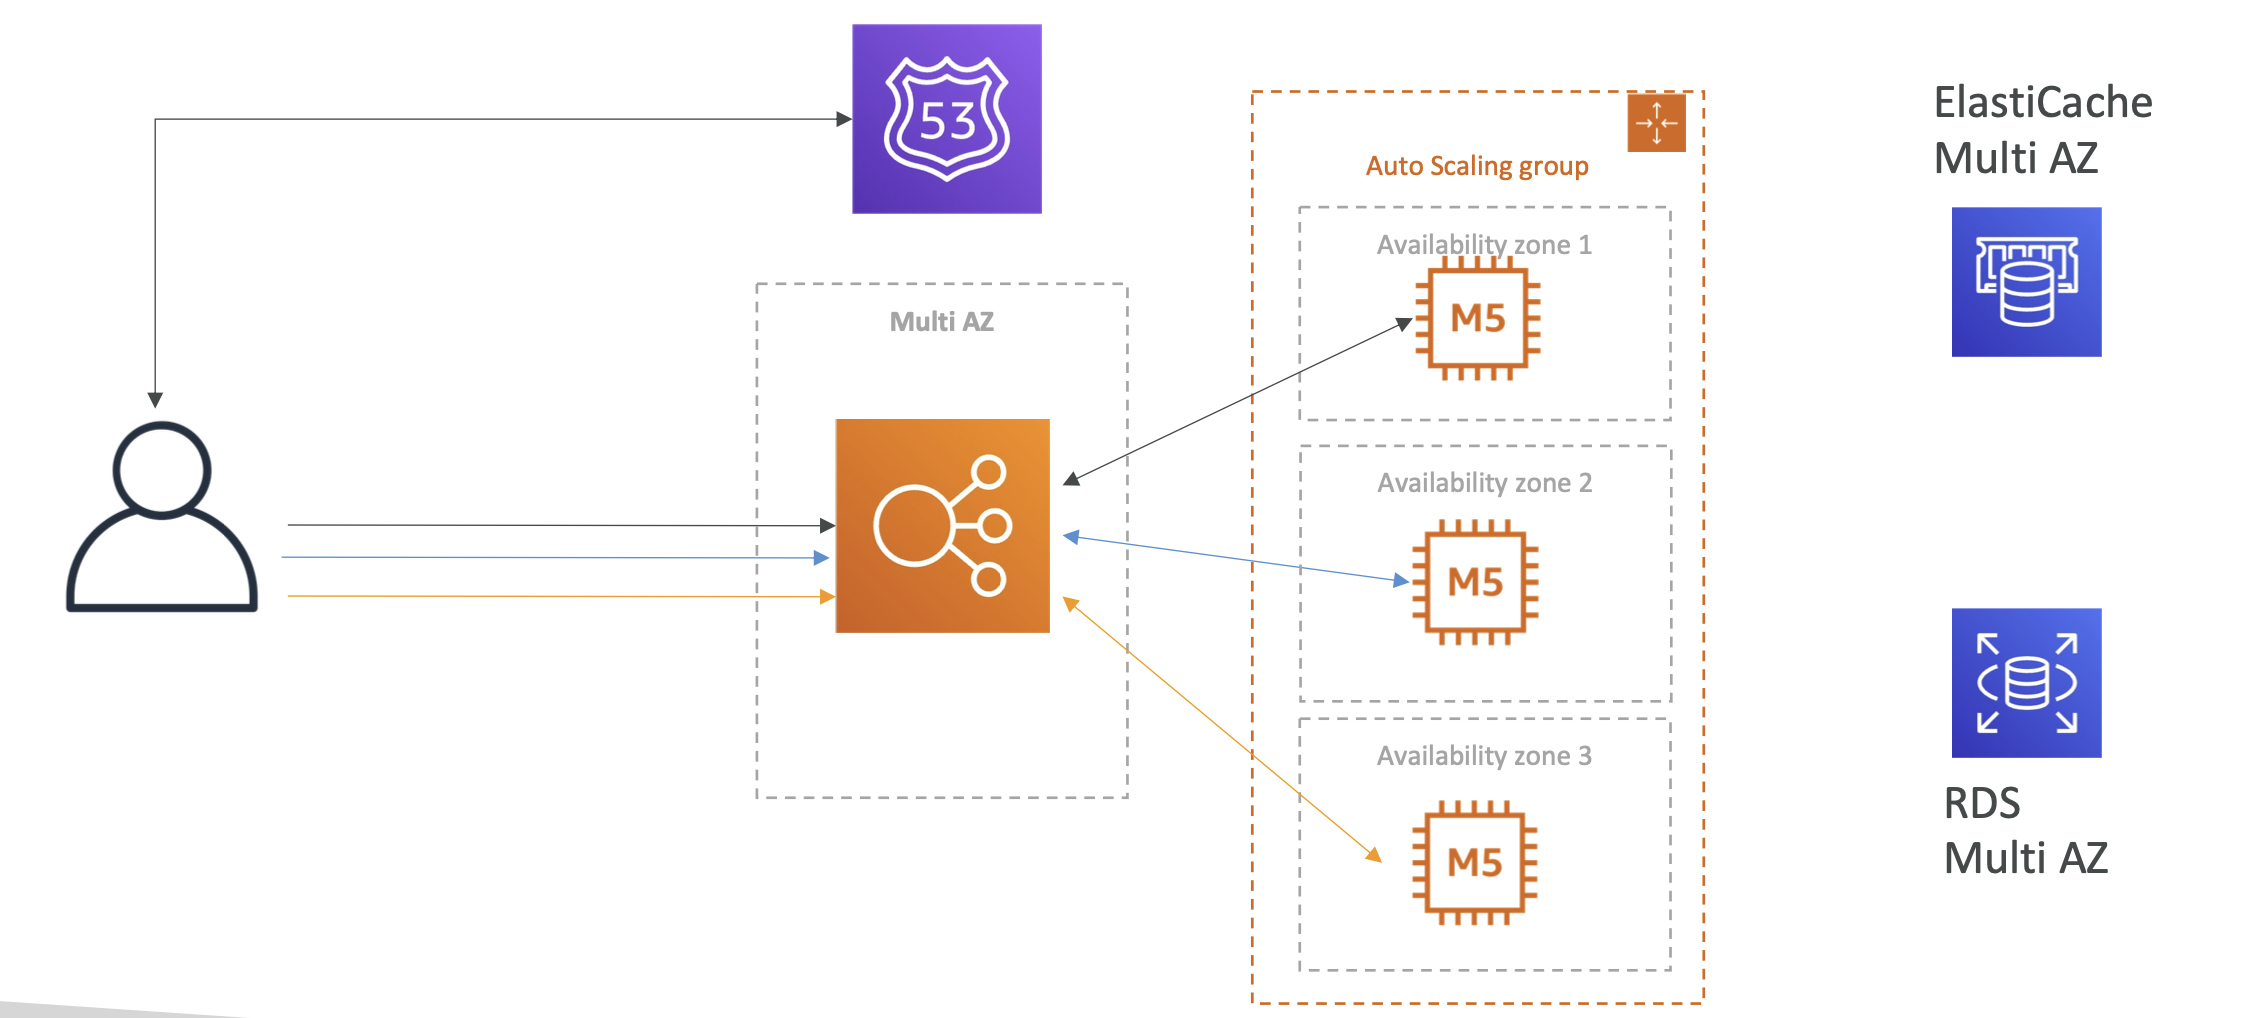 53
Auto Scaling group
Availability zone 1
M5
Multi AZ
Availability zone 2
M5
Availability zone 3
M5
ElastiCache
Multi AZ
RDS
Multi AZ